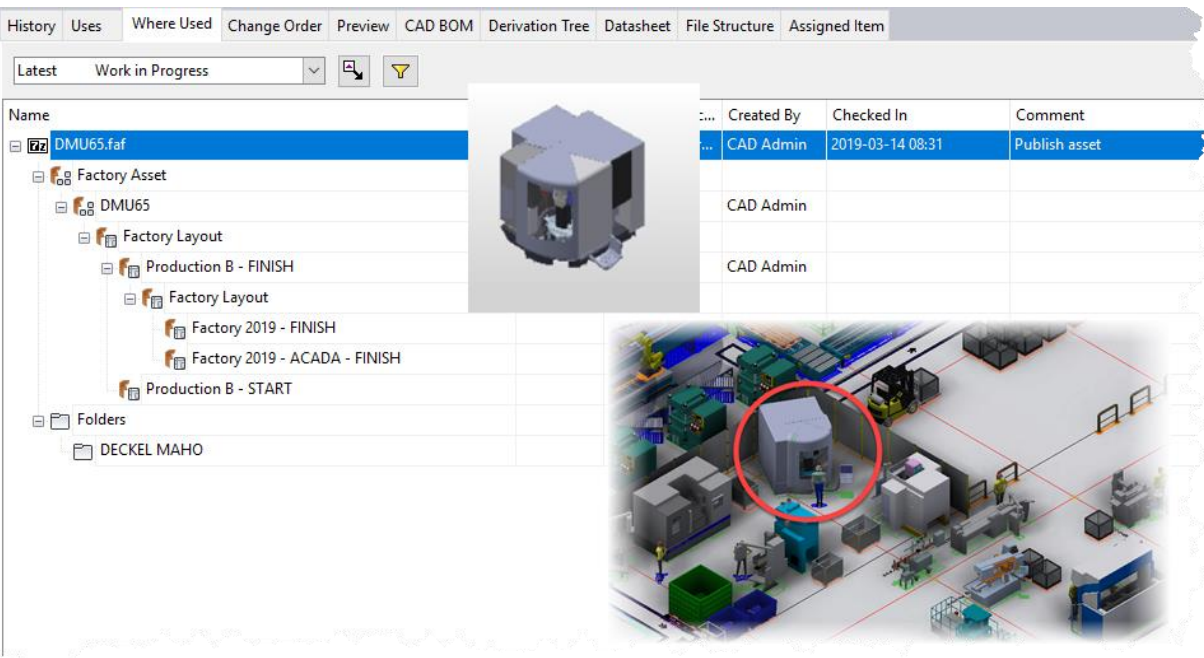 History Uses Where Used Change Order Preview CAD BOM Derivation Tree Datasheet File Structure Assigned Item
Latest Work in Progress
Name Created By Checked In Comment
DMU65.faf CAD Admin 2019-03-14 08:31 Publish asset
Factory Asset
DMU65 CAD Admin
Factory Layout
Production B - FINISH CAD Admin
Factory Layout
Factory 2019 - FINISH
Factory 2019 - ACADA - FINISH
Production B - START
Folders
DECKEL MAHO